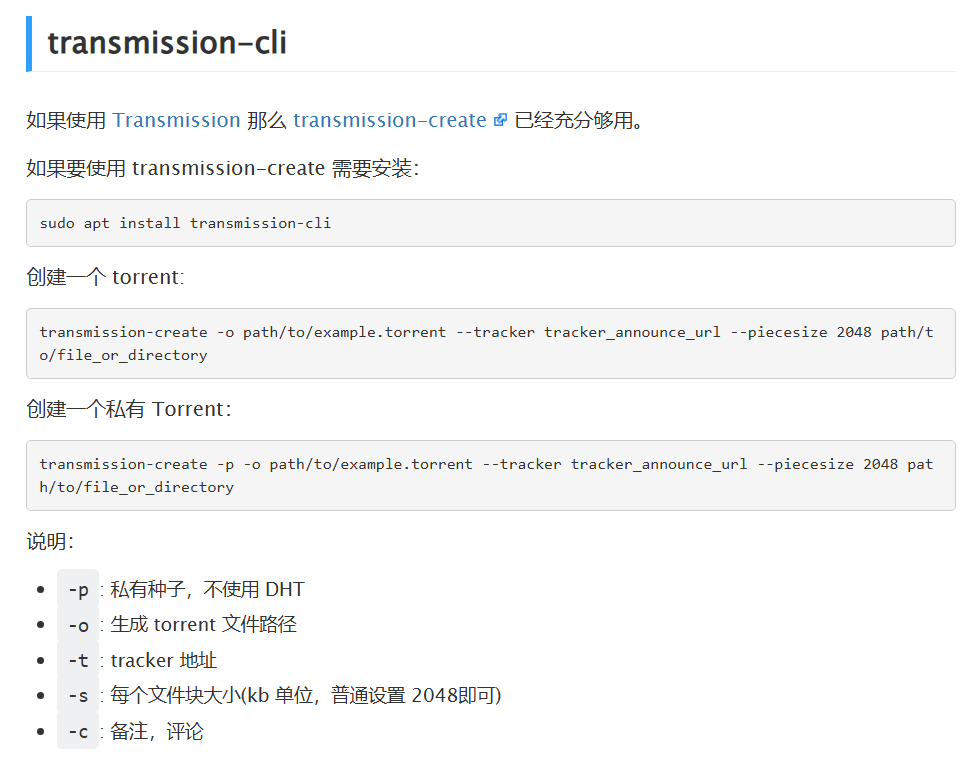 transmission-cli
如果使用 Transmission 那么 transmission-create 已经充分够用。
如果要使用 transmission-create 需要安装：
sudo apt install transmission-cli
创建一个 torrent:
transmission-create -o path/to/example.torrent --tracker tracker_announce_url --piecesize 2048 path/t
o/file_or_directory
创建一个私有 Torrent：
transmission-create -p -o path/to/example.torrent --tracker tracker_announce_url --piecesize 2048 pat
h/to/file_or_directory
说明：
-p : 私有种子，不使用 DHT
-o : 生成 torrent 文件路径
-t : tracker 地址
-s : 每个文件块大小(kb 单位，普通设置 2048即可)
-c : 备注，评论